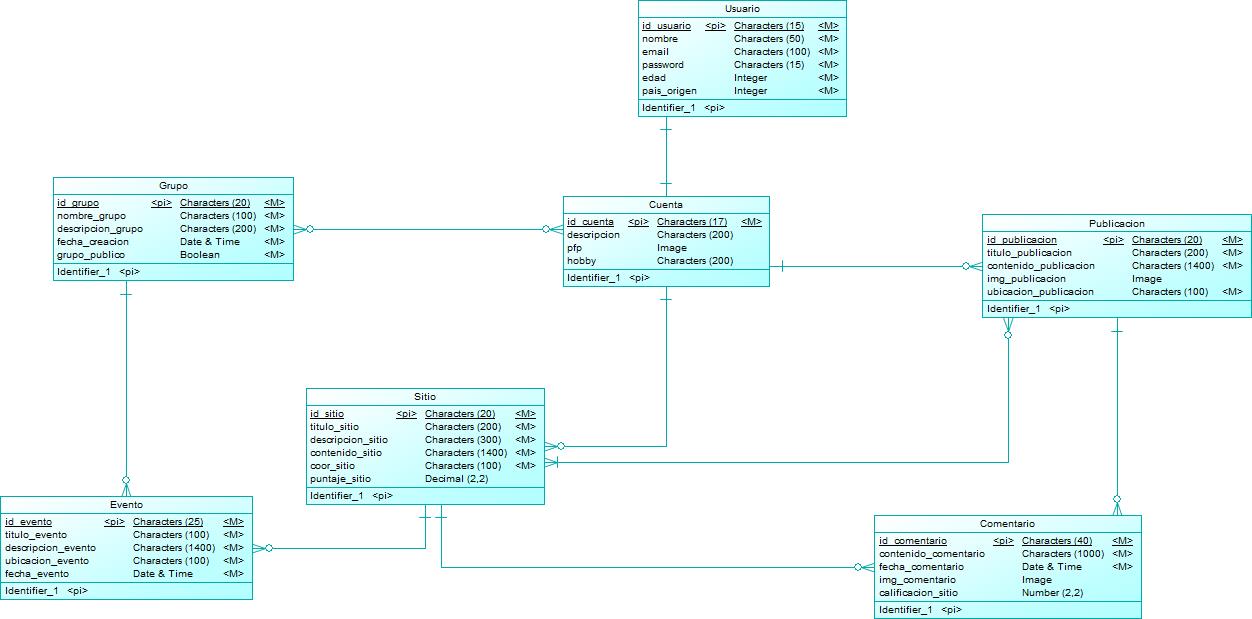 Usuario
id_usuario <pi> Characters (15) <M>
nombre Characters (50) <M>
email Characters (100) <M>
password Characters (15) <M>
edad Integer <M>
pais_origen Integer <M>
Identifier_1 <pi>
Grupo
id_grupo <pi> Characters (20) <M>
nombre_grupo Characters (100) <M>
descripcion_grupo Characters (200) <M>
fecha_creacion Date & Time <M>
grupo_publico Boolean <M>
Identifier_1 <pi>
Cuenta
id_cuenta <pi> Characters (17) <M>
descripcion Characters (200)
pfp Image
hobby Characters (200)
Identifier_1 <pi>
Publicacion
id_publicacion <pi> Characters (20) <M>
titulo_publicacion Characters (200) <M>
contenido_publicacion Characters (1400) <M>
img_publicacion Image
ubicacion_publicacion Characters (100) <M>
Identifier_1 <pi>
Sitio
id_sitio <pi> Characters (20) <M>
titulo_sitio Characters (200) <M>
descripcion_sitio Characters (300) <M>
contenido_sitio Characters (1400) <M>
coor_sitio Characters (100) <M>
puntaje_sitio Decimal (2,2)
Identifier_1 <pi>
Evento
id_evento <pi> Characters (25) <M>
titulo_evento Characters (100) <M>
descripcion_evento Characters (1400) <M>
ubicacion_evento Characters (100) <M>
fecha_evento Date & Time <M>
Identifier_1 <pi>
Comentario
id_comentario <pi> Characters (40) <M>
contenido_comentario Characters (1000) <M>
fecha_comentario Date & Time <M>
img_comentario Image
calificacion_sitio Number (2,2)
Identifier_1 <pi>